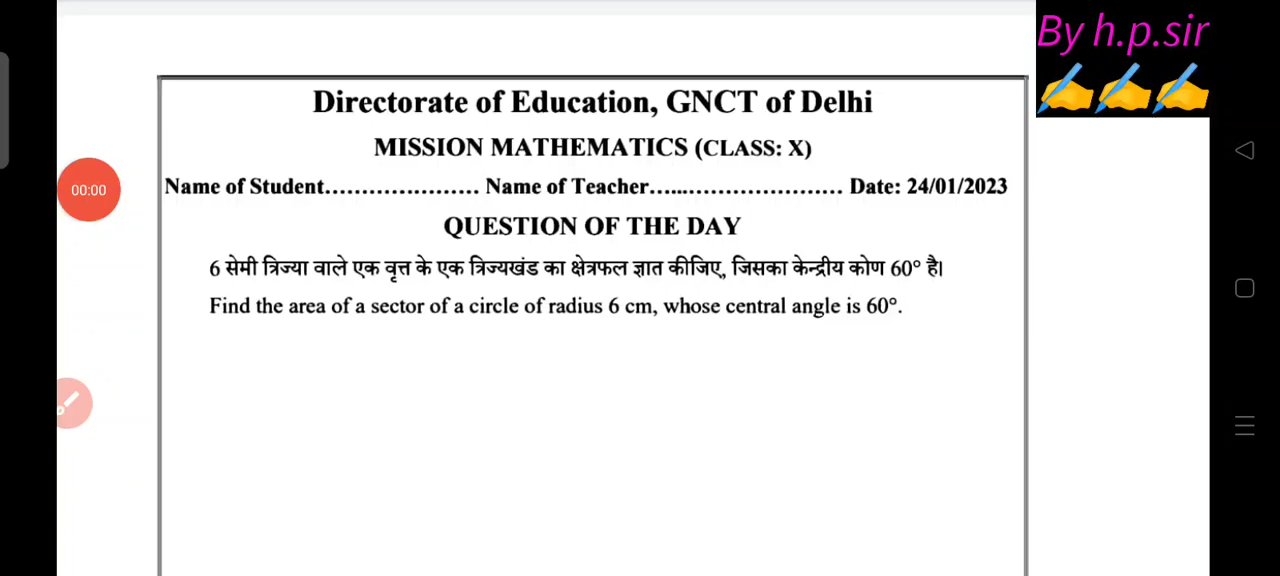 By h.p.sir
Directorate of Education, GNCT of Delhi
MISSION MATHEMATICS (CLASS: X)
00:00
Name of Student..................... Name of Teacher.......................... Date: 24/01/2023
QUESTION OF THE DAY
6 सेमी त्रिज्या वाले एक वृत्त के एक त्रिज्यखंड का क्षेत्रफल ज्ञात कीजिए, जिसका केन्द्रीय कोण 60° है।
Find the area of a sector of a circle of radius 6 cm, whose central angle is 60°.